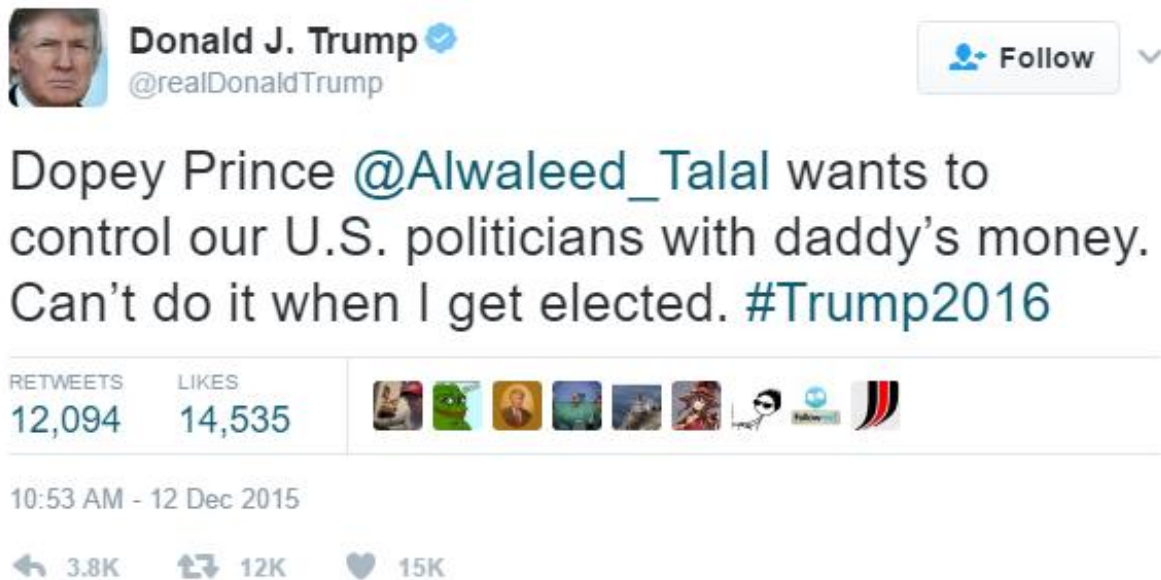 Donald J. Trump
@realDonaldTrump
Follow
Dopey Prince @Alwaleed_Talal wants to
control our U.S. politicians with daddy’s money.
Can’t do it when I get elected. #Trump2016
RETWEETS LIKES
12,094 14,535
10:53 AM - 12 Dec 2015
3.8K 12K 15K